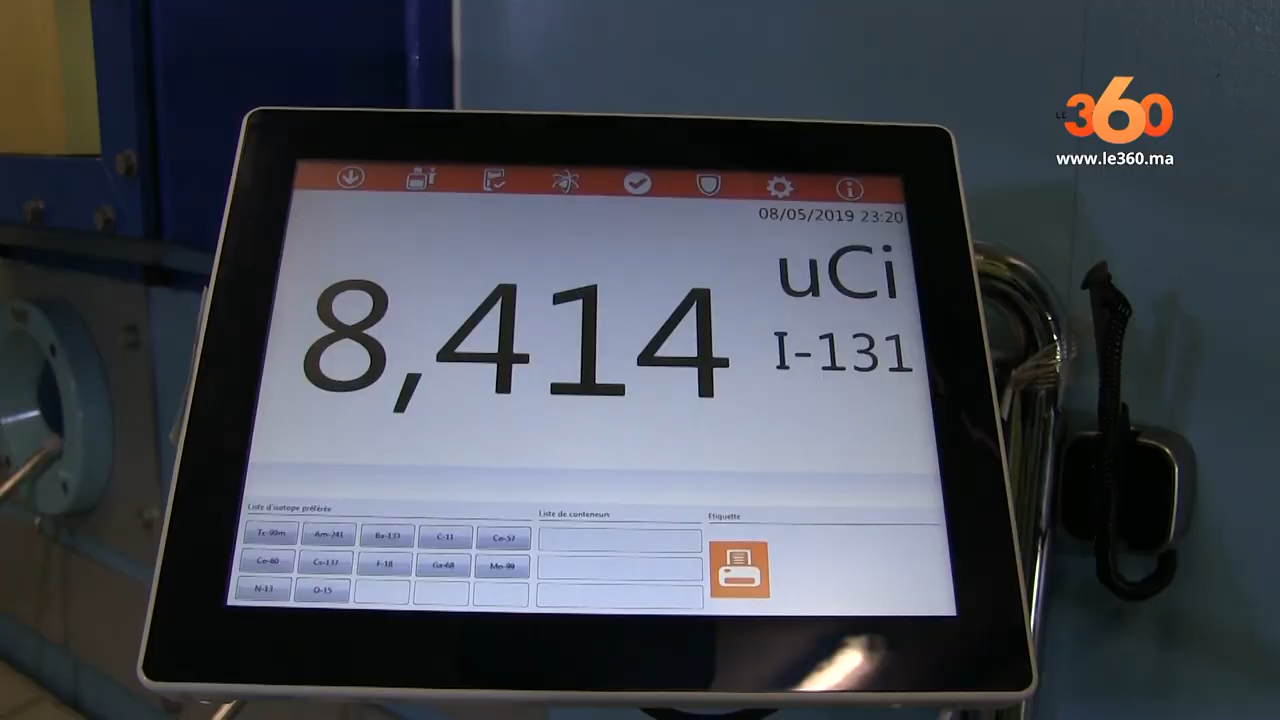 LE 360
www.le360.ma
08/05/2019 23:20
8,414
uCi
I-131
Liste d'isotope préférée
Liste de conteneurs
Etiquette
Tc-99m Am-241 Ba-133 C-11 Co-57
Co-60 Cs-137 F-18 Ga-68 Mo-99
N-13 O-15